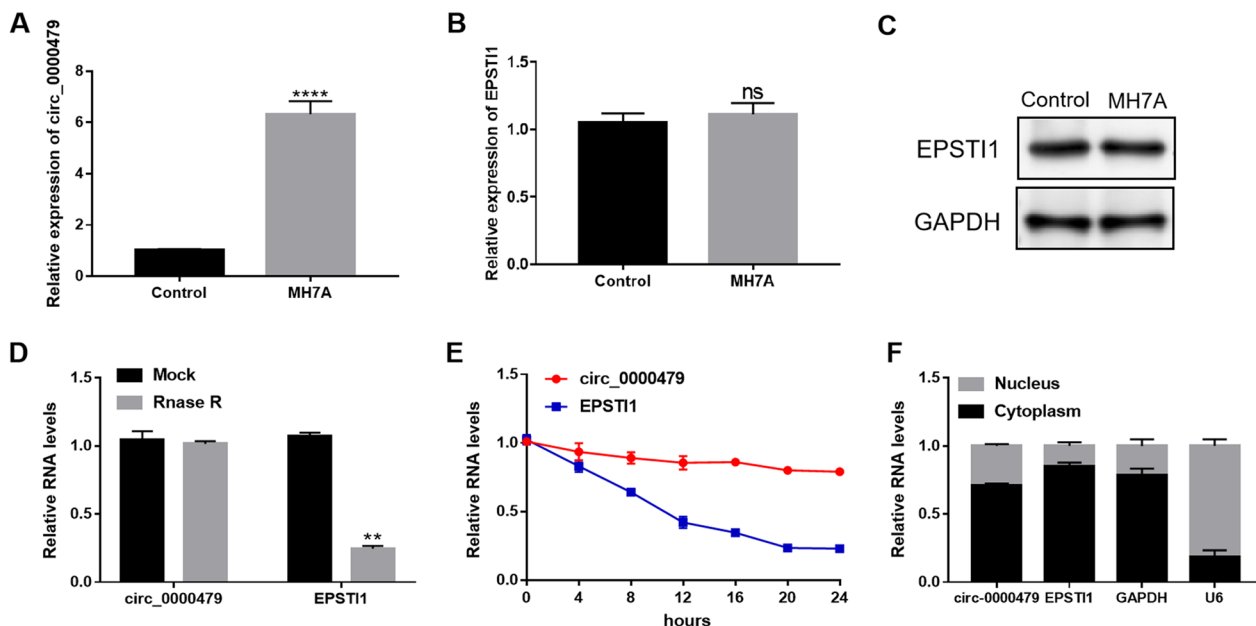 A
Relative expression of circ_0000479
8
6
4
2
0
****
Control
MH7A
B
Relative expression of EPSTI1
1.5
1.0
0.5
0.0
ns
Control
MH7A
C
Control MH7A
EPSTI1
GAPDH
D
Relative RNA levels
1.5
1.0
0.5
0.0
Mock
Rnase R
**
circ_0000479
EPSTI1
E
Relative RNA levels
1.5
1.0
0.5
0.0
circ_0000479
EPSTI1
0 4 8 12 16 20 24
hours
F
Relative RNA levels
1.5
1.0
0.5
0.0
Nucleus
Cytoplasm
circ-0000479 EPSTI1 GAPDH U6